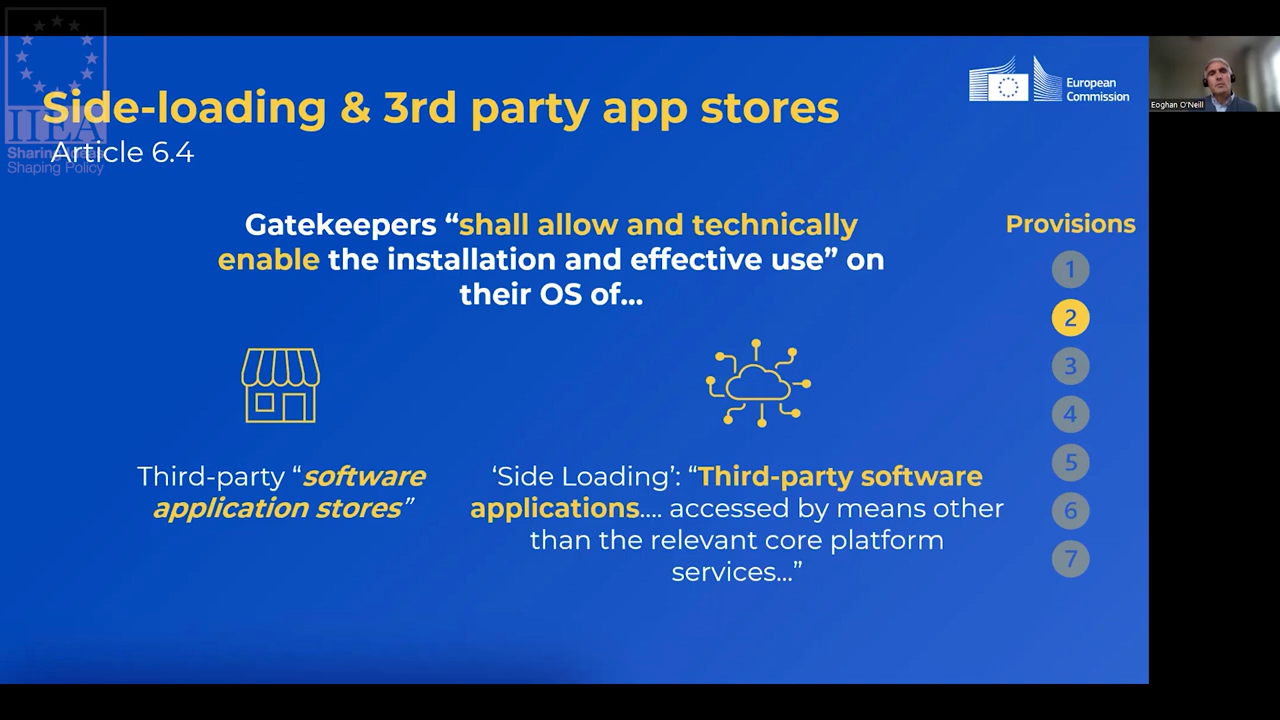 Side-loading & 3rd party app stores
Article 6.4
IIEA
Sharing Ideas
Shaping Policy
European
Commission
Eoghan O'Neill
Gatekeepers “shall allow and technically
enable the installation and effective use” on
their OS of...
Provisions
1
2
3
4
5
6
7
Third-party “software
application stores”
‘Side Loading’: “Third-party software
applications.... accessed by means other
than the relevant core platform
services...”